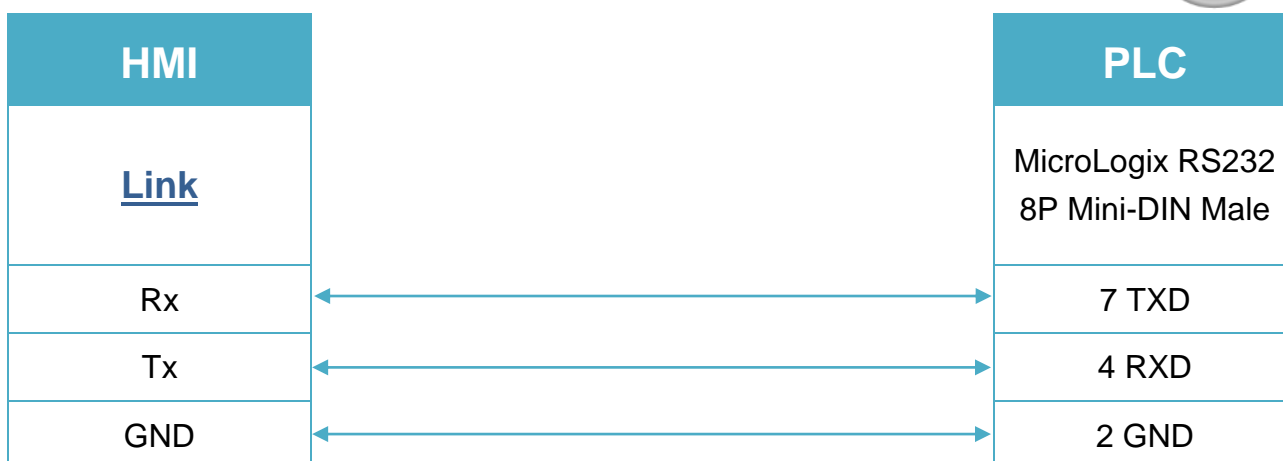 HMI
PLC
Link
MicroLogix RS232
8P Mini-DIN Male
Rx
7 TXD
Tx
4 RXD
GND
2 GND